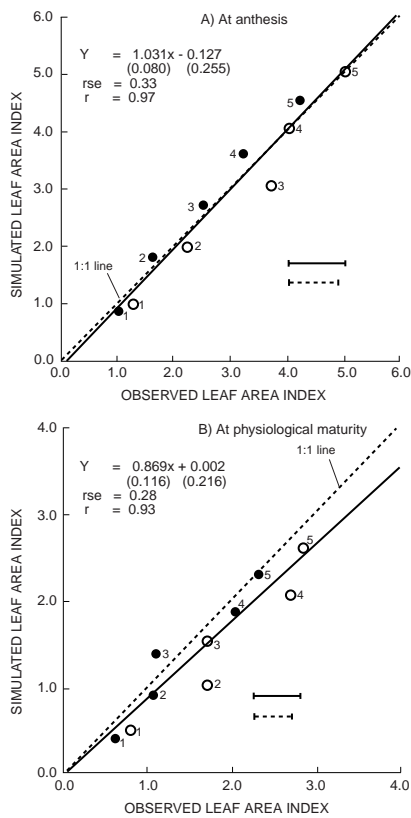 6.0
A) At anthesis
Y = 1.031x - 0.127
(0.080) (0.255)
rse = 0.33
r = 0.97
5.0
5
5
4.0
4
4
3.0
3
3
SIMULATED LEAF AREA INDEX
2.0
2
2
1:1 line
1.0
1
1
0.0
0.0 1.0 2.0 3.0 4.0 5.0 6.0
OBSERVED LEAF AREA INDEX
4.0
B) At physiological maturity
1:1 line
Y = 0.869x + 0.002
(0.116) (0.216)
rse = 0.28
r = 0.93
3.0
5
5
SIMULATED LEAF AREA INDEX
2.0
4
4
3
3
1.0
2
2
1
1
0.0
0.0 1.0 2.0 3.0 4.0
OBSERVED LEAF AREA INDEX